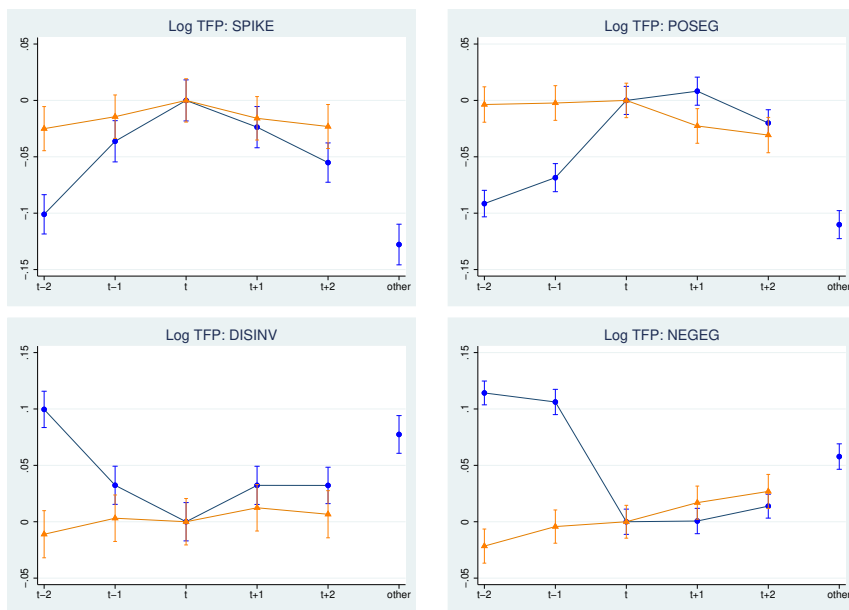 Log TFP: SPIKE
.05
0
−.05
−.1
−.15
t−2 t−1 t t+1 t+2 other
Log TFP: POSEG
.05
0
−.05
−.1
−.15
t−2 t−1 t t+1 t+2 other
Log TFP: DISINV
.15
.1
.05
0
−.05
t−2 t−1 t t+1 t+2 other
Log TFP: NEGEG
.15
.1
.05
0
−.05
t−2 t−1 t t+1 t+2 other